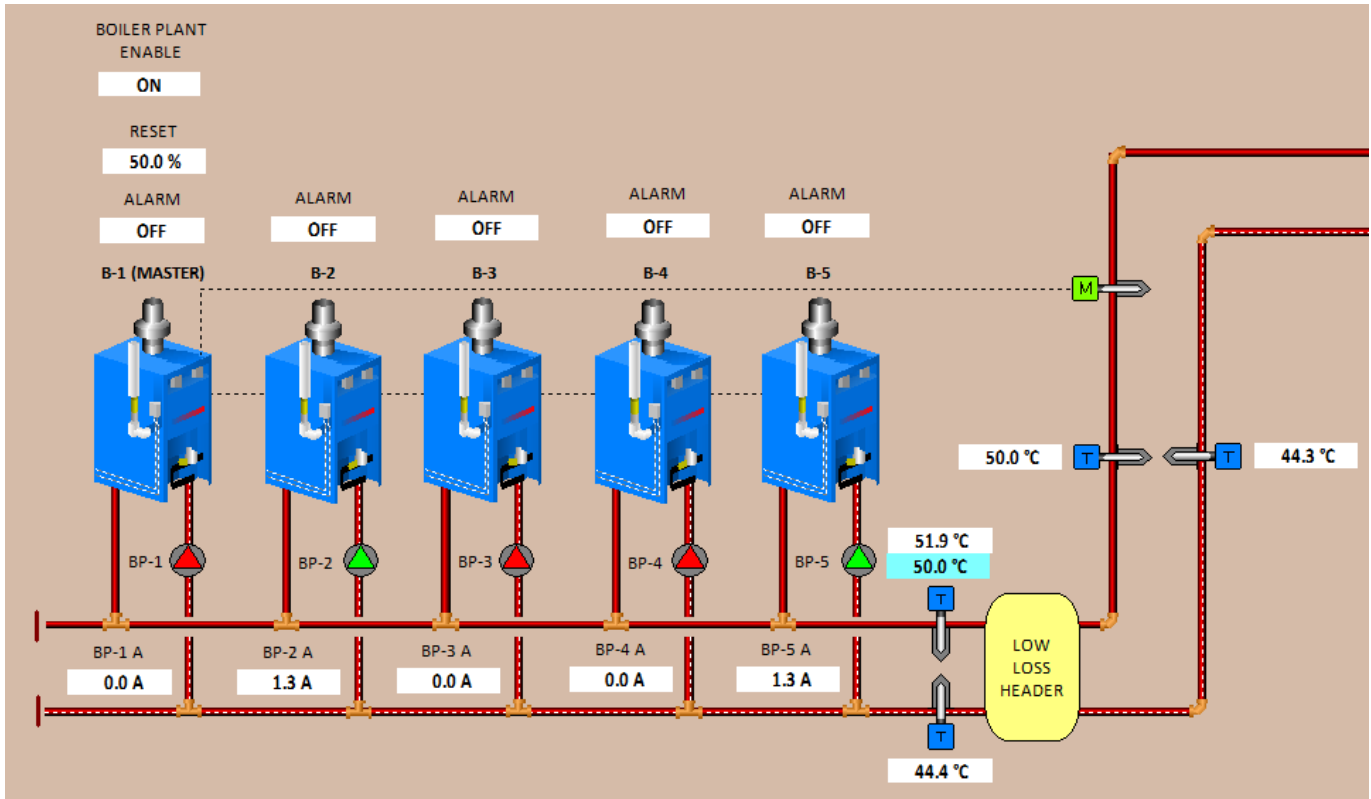 BOILER PLANT
ENABLE
ON
RESET
50.0 %
ALARM
OFF
ALARM
OFF
ALARM
OFF
ALARM
OFF
ALARM
OFF
B-1 (MASTER)
B-2
B-3
B-4
B-5
M
50.0 °C
T
T
44.3 °C
BP-1
BP-2
BP-3
BP-4
BP-5
51.9 °C
50.0 °C
T
BP-1 A
0.0 A
BP-2 A
1.3 A
BP-3 A
0.0 A
BP-4 A
0.0 A
BP-5 A
1.3 A
LOW
LOSS
HEADER
T
44.4 °C